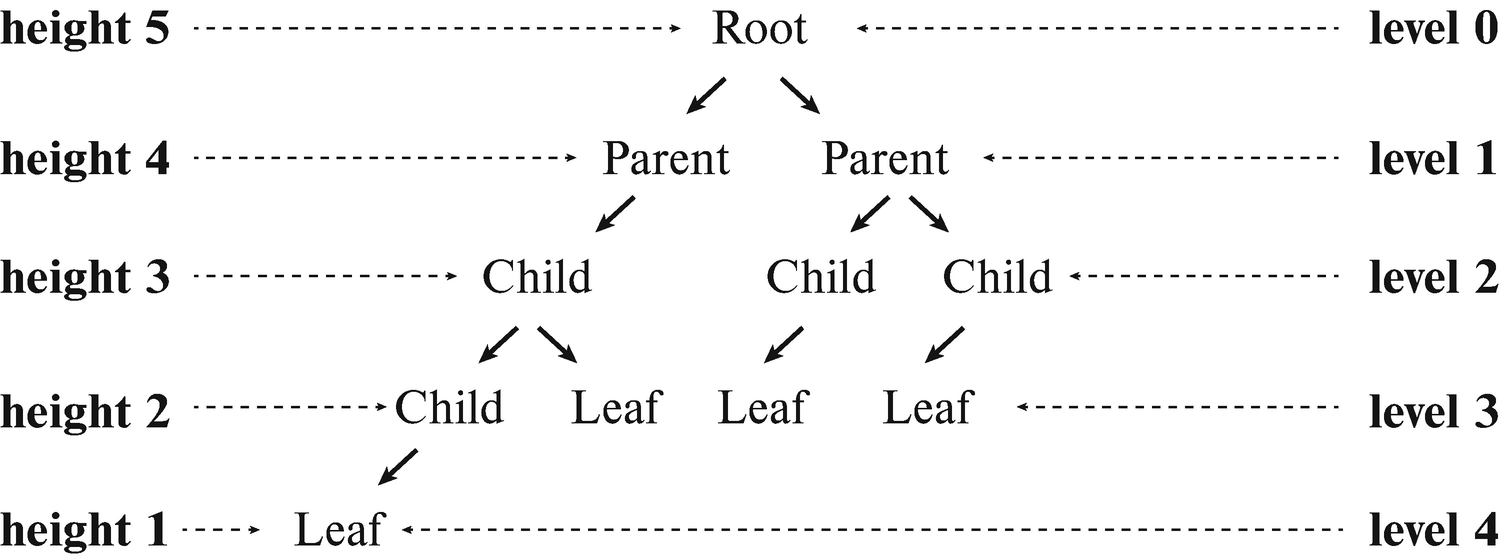 height 5 Root level 0
height 4 Parent Parent level 1
height 3 Child Child Child level 2
height 2 Child Leaf Leaf Leaf level 3
height 1 Leaf level 4